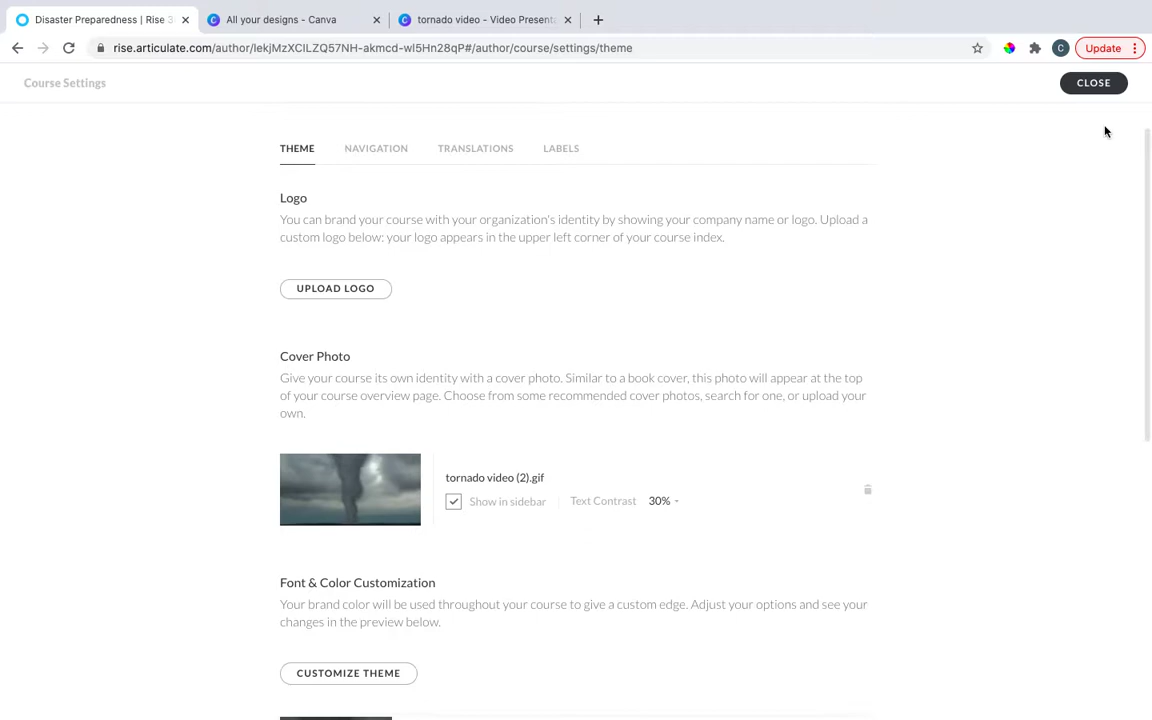 Disaster Preparedness | Rise 3
All your designs - Canva
tornado video - Video Presenta
rise.articulate.com/author/IekjMzXCILZQ57NH-akmcd-wl5Hn28qP#/author/course/settings/theme
C
Update
Course Settings
CLOSE
THEME
NAVIGATION
TRANSLATIONS
LABELS
Logo
You can brand your course with your organization's identity by showing your company name or logo. Upload a
custom logo below: your logo appears in the upper left corner of your course index.
UPLOAD LOGO
Cover Photo
Give your course its own identity with a cover photo. Similar to a book cover, this photo will appear at the top
of your course overview page. Choose from some recommended cover photos, search for one, or upload your
own.
tornado video (2).gif
Show in sidebar
Text Contrast
30%
Font & Color Customization
Your brand color will be used throughout your course to give a custom edge. Adjust your options and see your
changes in the preview below.
CUSTOMIZE THEME